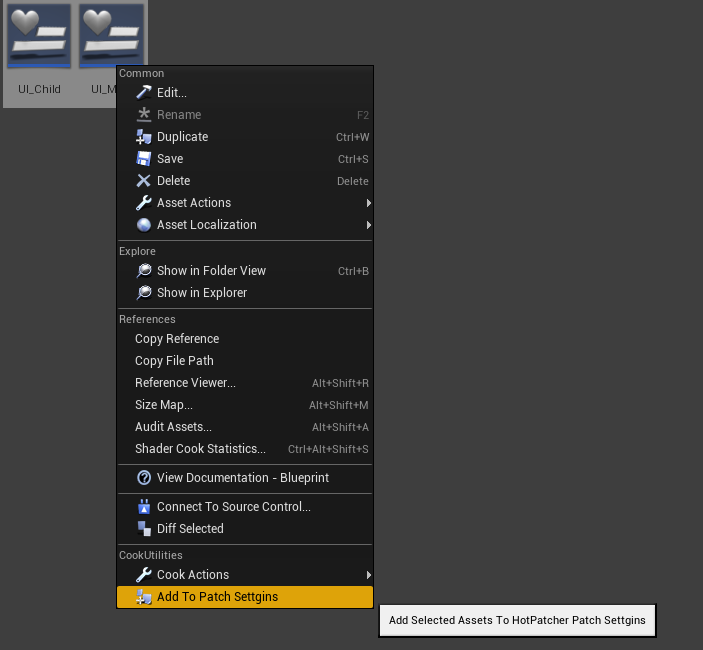 UI_Child UI_M
Common
Edit...
Rename F2
Duplicate Ctrl+W
Save Ctrl+S
Delete Delete
Asset Actions
Asset Localization
Explore
Show in Folder View Ctrl+B
Show in Explorer
References
Copy Reference
Copy File Path
Reference Viewer... Alt+Shift+R
Size Map... Alt+Shift+M
Audit Assets... Alt+Shift+A
Shader Cook Statistics... Ctrl+Alt+Shift+S
View Documentation - Blueprint
Connect To Source Control...
Diff Selected
CookUtilities
Cook Actions
Add To Patch Settgins
Add Selected Assets To HotPatcher Patch Settgins